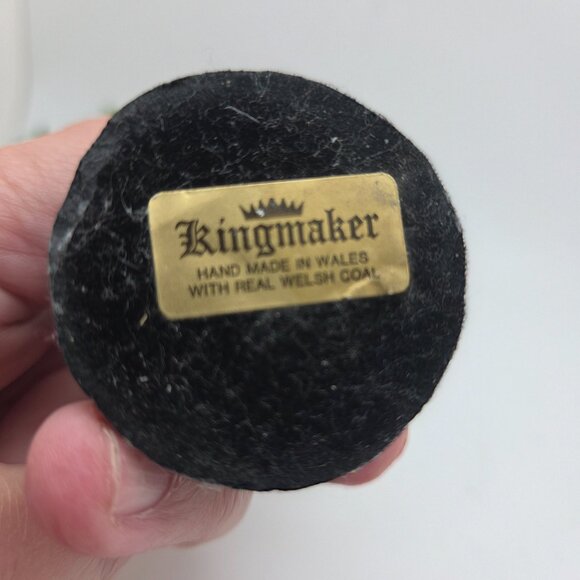 Kingmaker
HAND MADE IN WALES
WITH REAL WELSH COAL